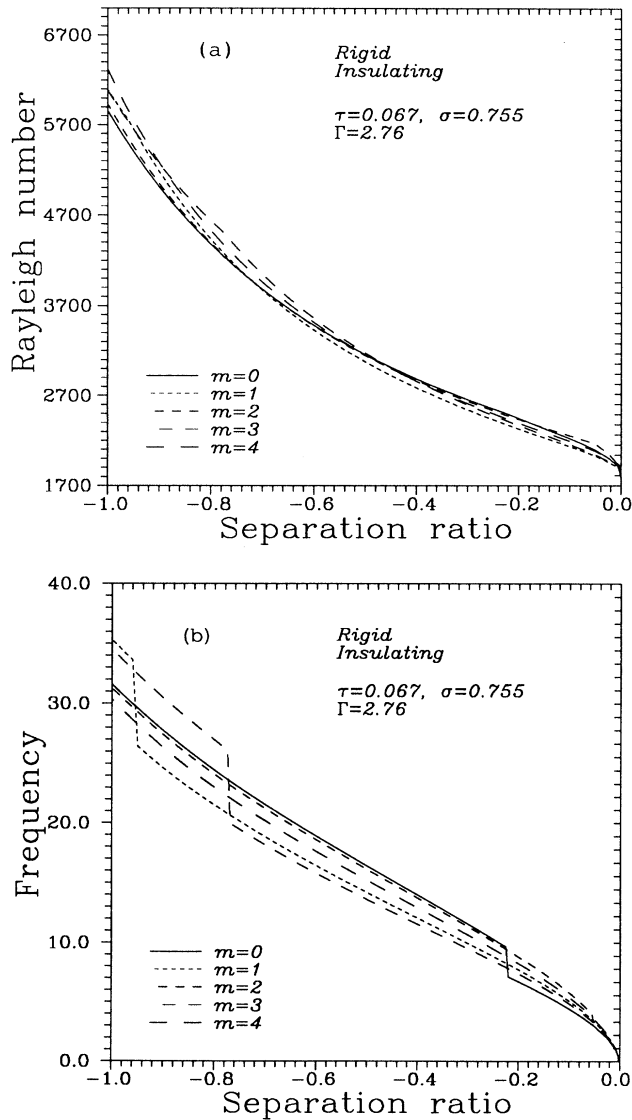 6700
5700
4700
3700
2700
1700
Rayleigh number
(a)
Rigid
Insulating
τ=0.067, σ=0.755
Γ=2.76
m=0
m=1
m=2
m=3
m=4
−1.0 −0.8 −0.6 −0.4 −0.2 0.0
Separation ratio
40.0
30.0
20.0
10.0
0.0
Frequency
(b)
Rigid
Insulating
τ=0.067, σ=0.755
Γ=2.76
m=0
m=1
m=2
m=3
m=4
−1.0 −0.8 −0.6 −0.4 −0.2 0.0
Separation ratio